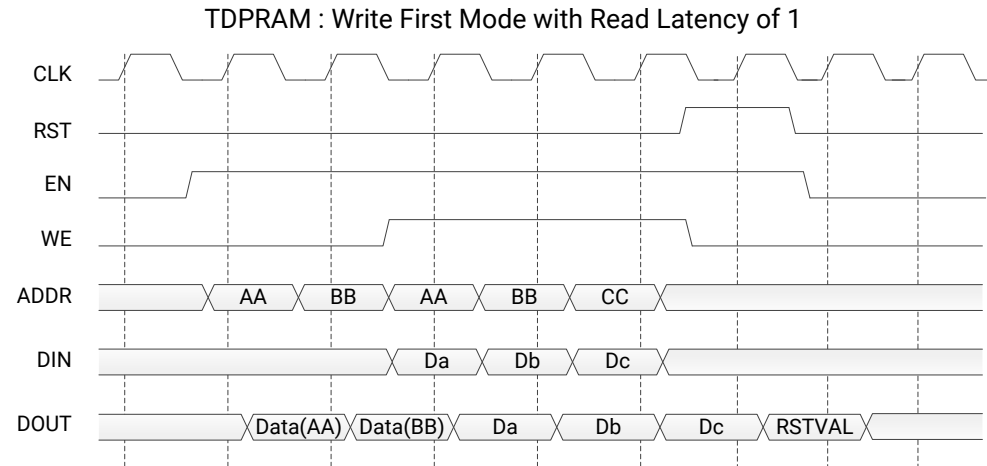 TDPRAM : Write First Mode with Read Latency of 1
CLK
RST
EN
WE
ADDR AA BB AA BB CC
DIN Da Db Dc
DOUT Data(AA) Data(BB) Da Db Dc RSTVAL